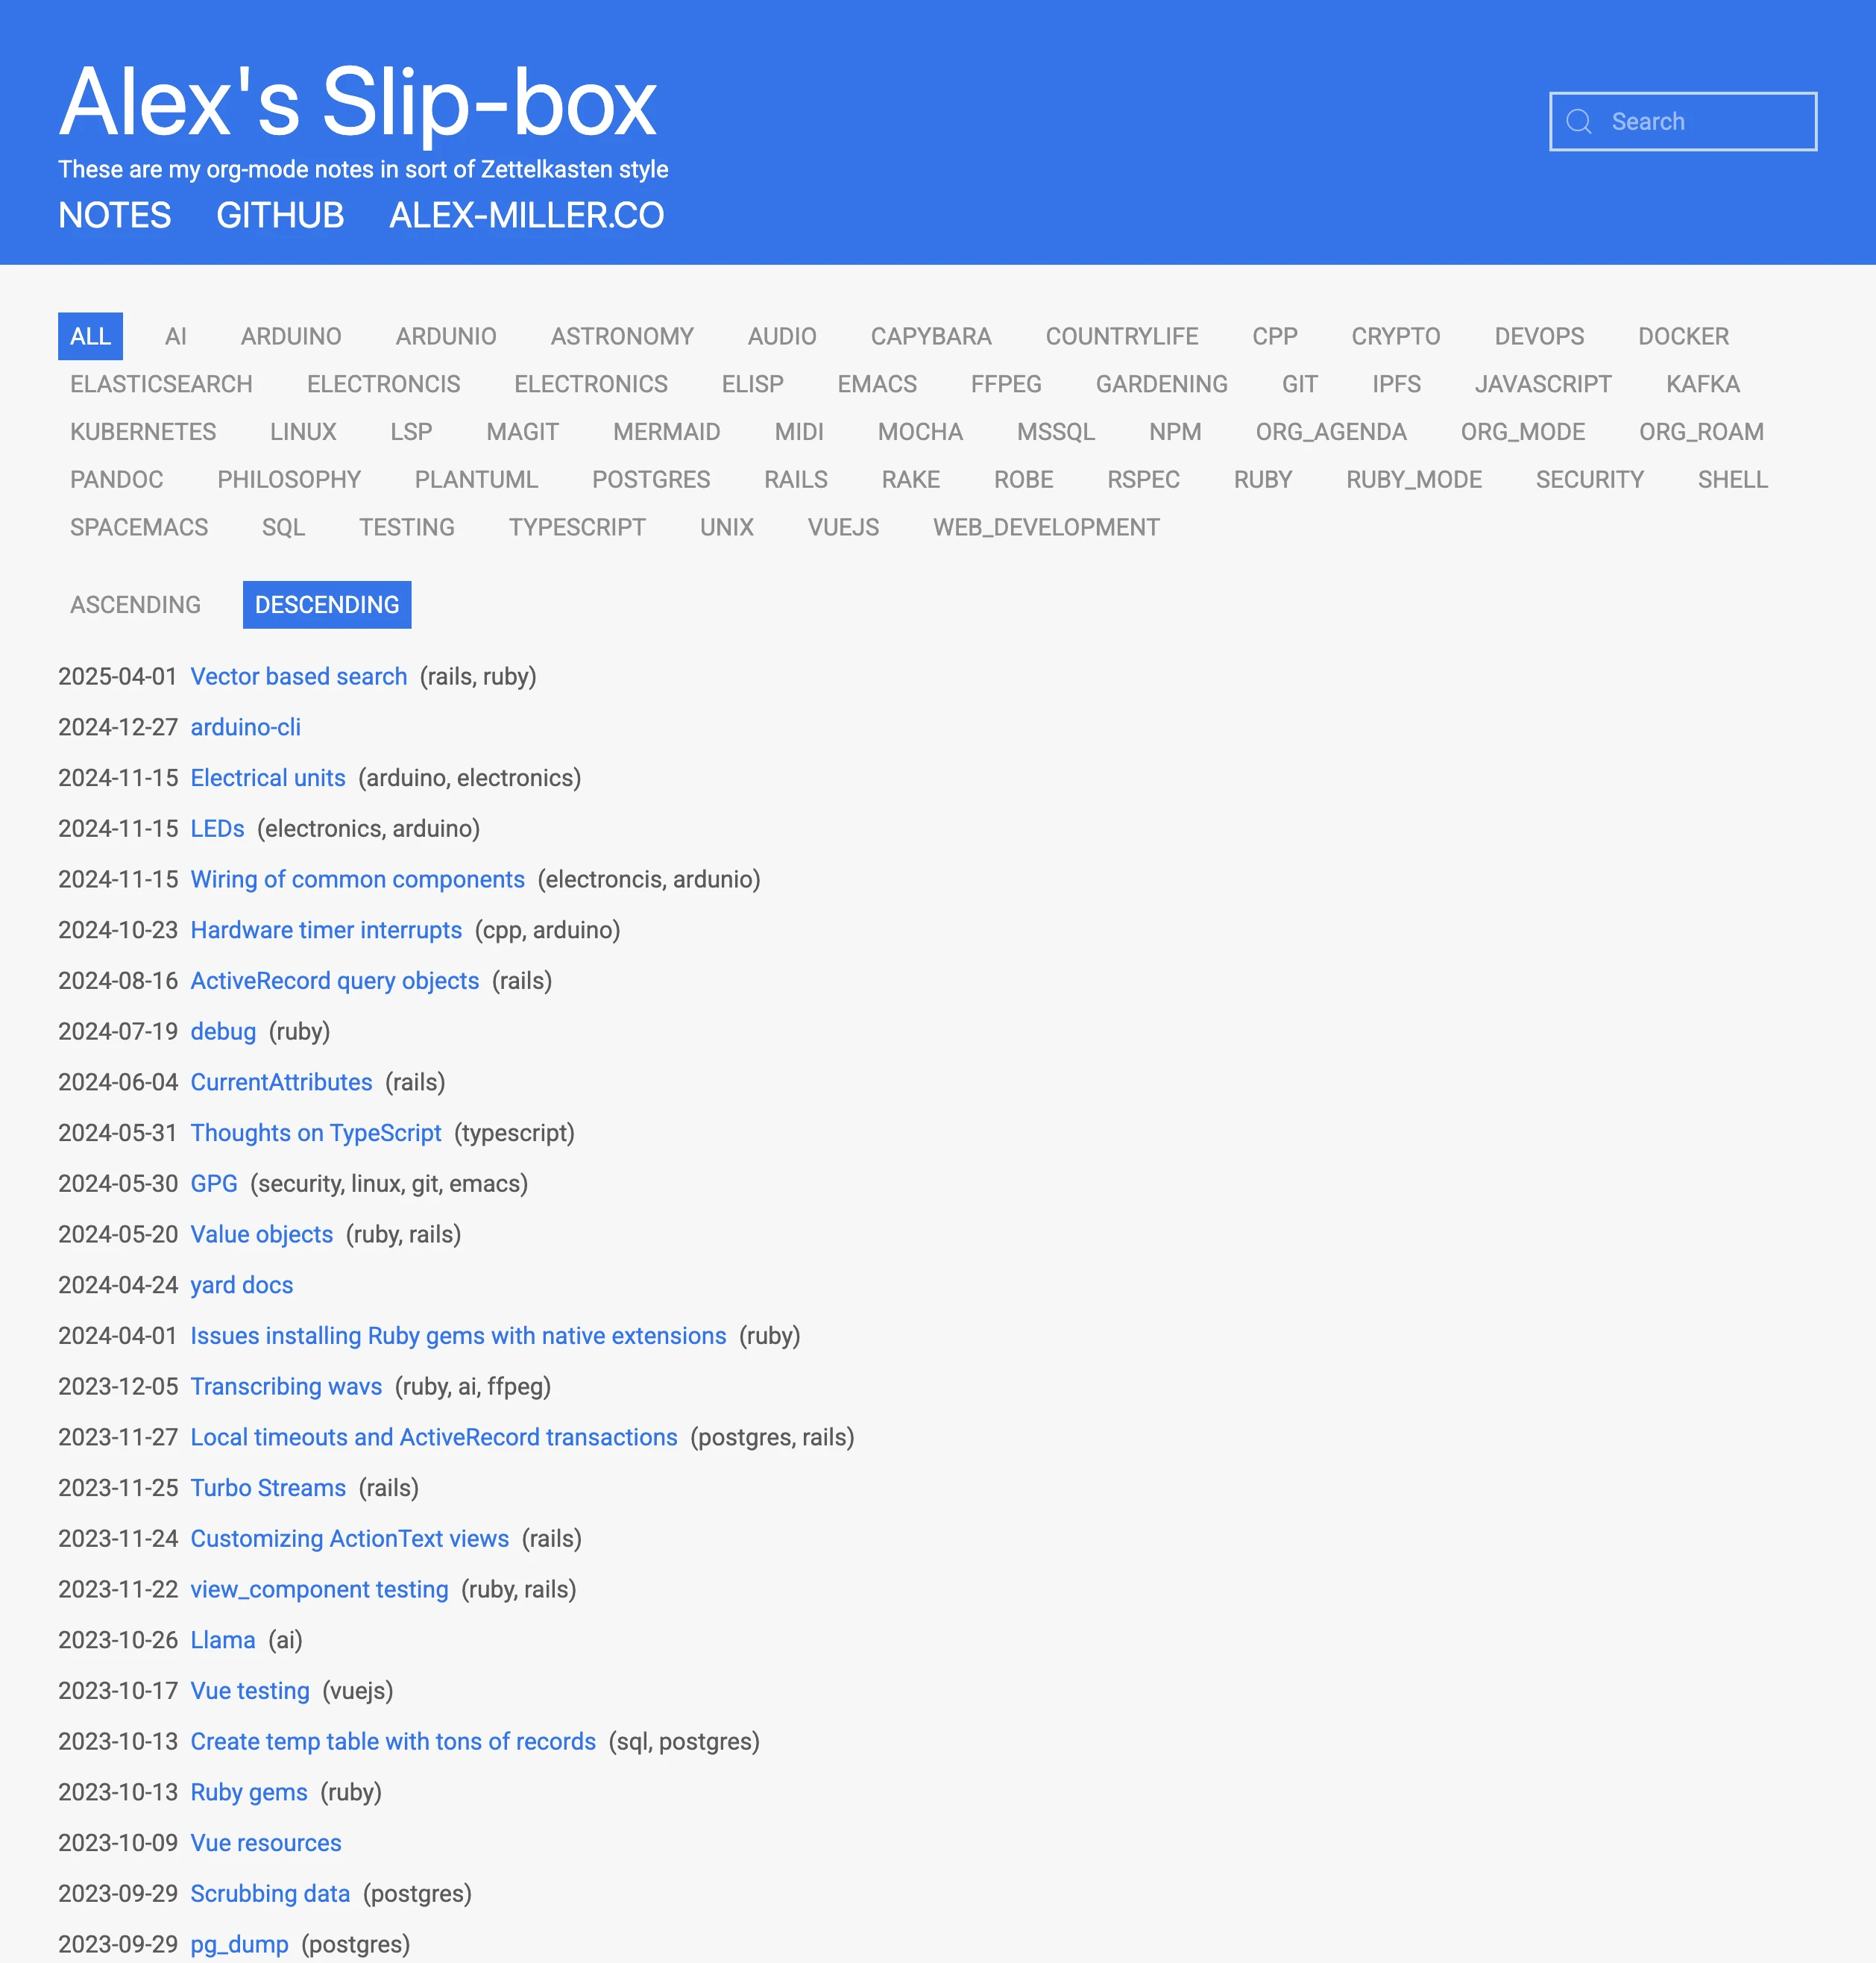 Alex's Slip-box
Search
These are my org-mode notes in sort of Zettelkasten style
NOTES GITHUB ALEX-MILLER.CO
ALL AI ARDUINO ARDUNIO ASTRONOMY AUDIO CAPYBARA COUNTRYLIFE CPP CRYPTO DEVOPS DOCKER
ELASTICSEARCH ELECTRONCIS ELECTRONICS ELISP EMACS FFPEG GARDENING GIT IPFS JAVASCRIPT KAFKA
KUBERNETES LINUX LSP MAGIT MERMAID MIDI MOCHA MSSQL NPM ORG_AGENDA ORG_MODE ORG_ROAM
PANDOC PHILOSOPHY PLANTUML POSTGRES RAILS RAKE ROBE RSPEC RUBY RUBY_MODE SECURITY SHELL
SPACEMACS SQL TESTING TYPESCRIPT UNIX VUEJS WEB_DEVELOPMENT
ASCENDING DESCENDING
2025-04-01 Vector based search (rails, ruby)
2024-12-27 arduino-cli
2024-11-15 Electrical units (arduino, electronics)
2024-11-15 LEDs (electronics, arduino)
2024-11-15 Wiring of common components (electroncis, ardunio)
2024-10-23 Hardware timer interrupts (cpp, arduino)
2024-08-16 ActiveRecord query objects (rails)
2024-07-19 debug (ruby)
2024-06-04 CurrentAttributes (rails)
2024-05-31 Thoughts on TypeScript (typescript)
2024-05-30 GPG (security, linux, git, emacs)
2024-05-20 Value objects (ruby, rails)
2024-04-24 yard docs
2024-04-01 Issues installing Ruby gems with native extensions (ruby)
2023-12-05 Transcribing wavs (ruby, ai, ffpeg)
2023-11-27 Local timeouts and ActiveRecord transactions (postgres, rails)
2023-11-25 Turbo Streams (rails)
2023-11-24 Customizing ActionText views (rails)
2023-11-22 view_component testing (ruby, rails)
2023-10-26 Llama (ai)
2023-10-17 Vue testing (vuejs)
2023-10-13 Create temp table with tons of records (sql, postgres)
2023-10-13 Ruby gems (ruby)
2023-10-09 Vue resources
2023-09-29 Scrubbing data (postgres)
2023-09-29 pg_dump (postgres)